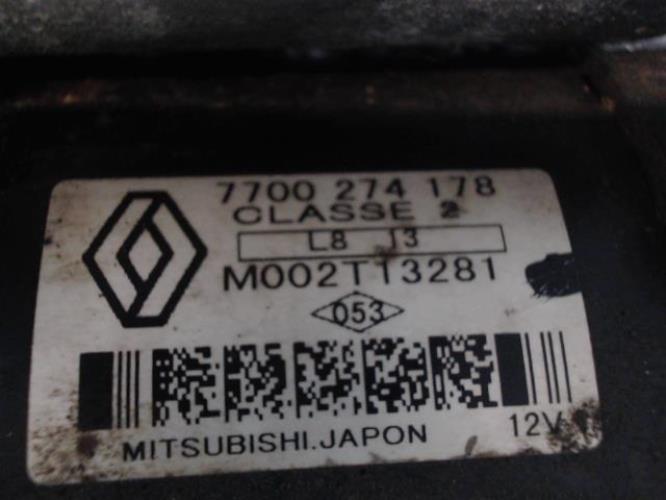 7700 274 178
CLASSE 2
L8 J3
M002T13281
053
MITSUBISHI.JAPON 12V